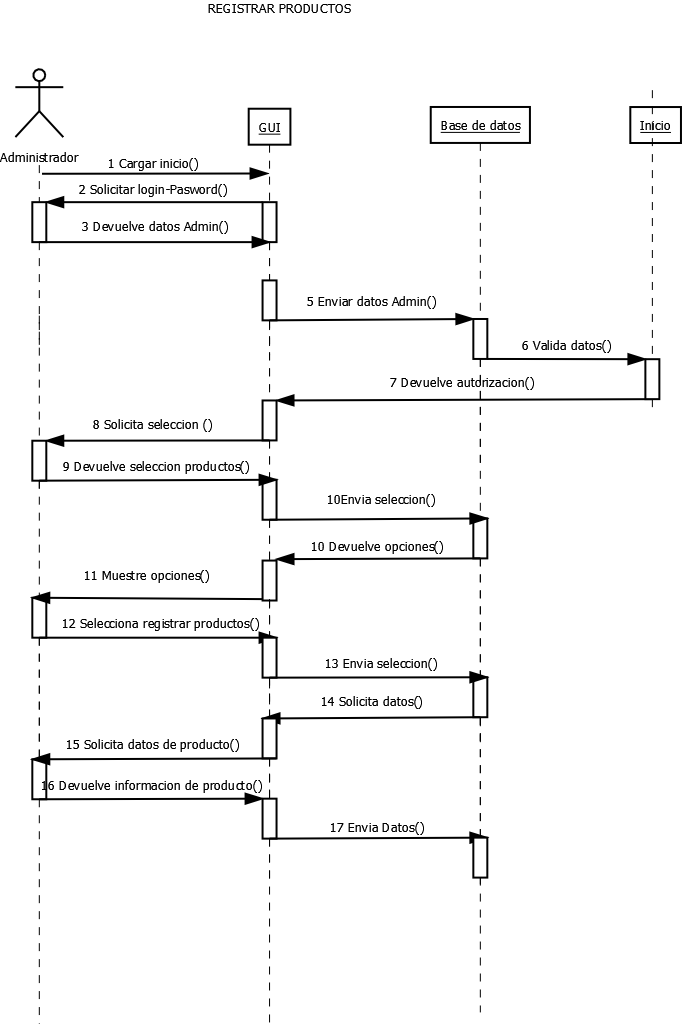 REGISTRAR PRODUCTOS
GUI
Base de datos
Inicio
Administrador
1 Cargar inicio()
2 Solicitar login-Pasword()
3 Devuelve datos Admin()
5 Enviar datos Admin()
6 Valida datos()
7 Devuelve autorizacion()
8 Solicita seleccion ()
9 Devuelve seleccion productos()
10Envia seleccion()
10 Devuelve opciones()
11 Muestre opciones()
12 Selecciona registrar productos()
13 Envia seleccion()
14 Solicita datos()
15 Solicita datos de producto()
16 Devuelve informacion de producto()
17 Envia Datos()